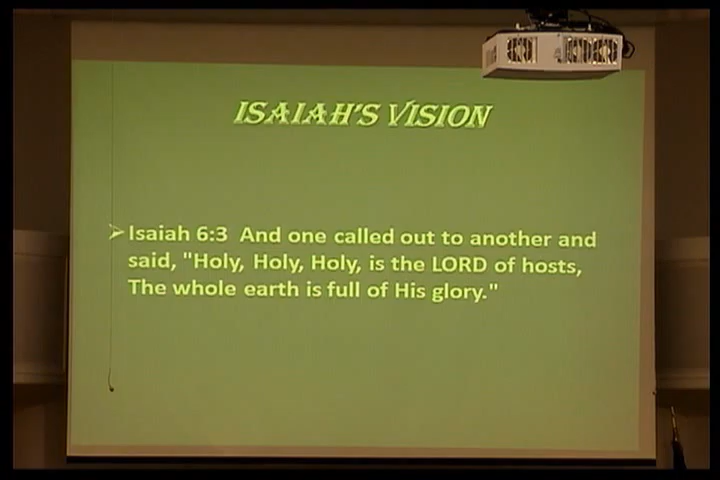 ISAIAH'S VISION
Isaiah 6:3 And one called out to another and
said, "Holy, Holy, Holy, is the LORD of hosts,
The whole earth is full of His glory."